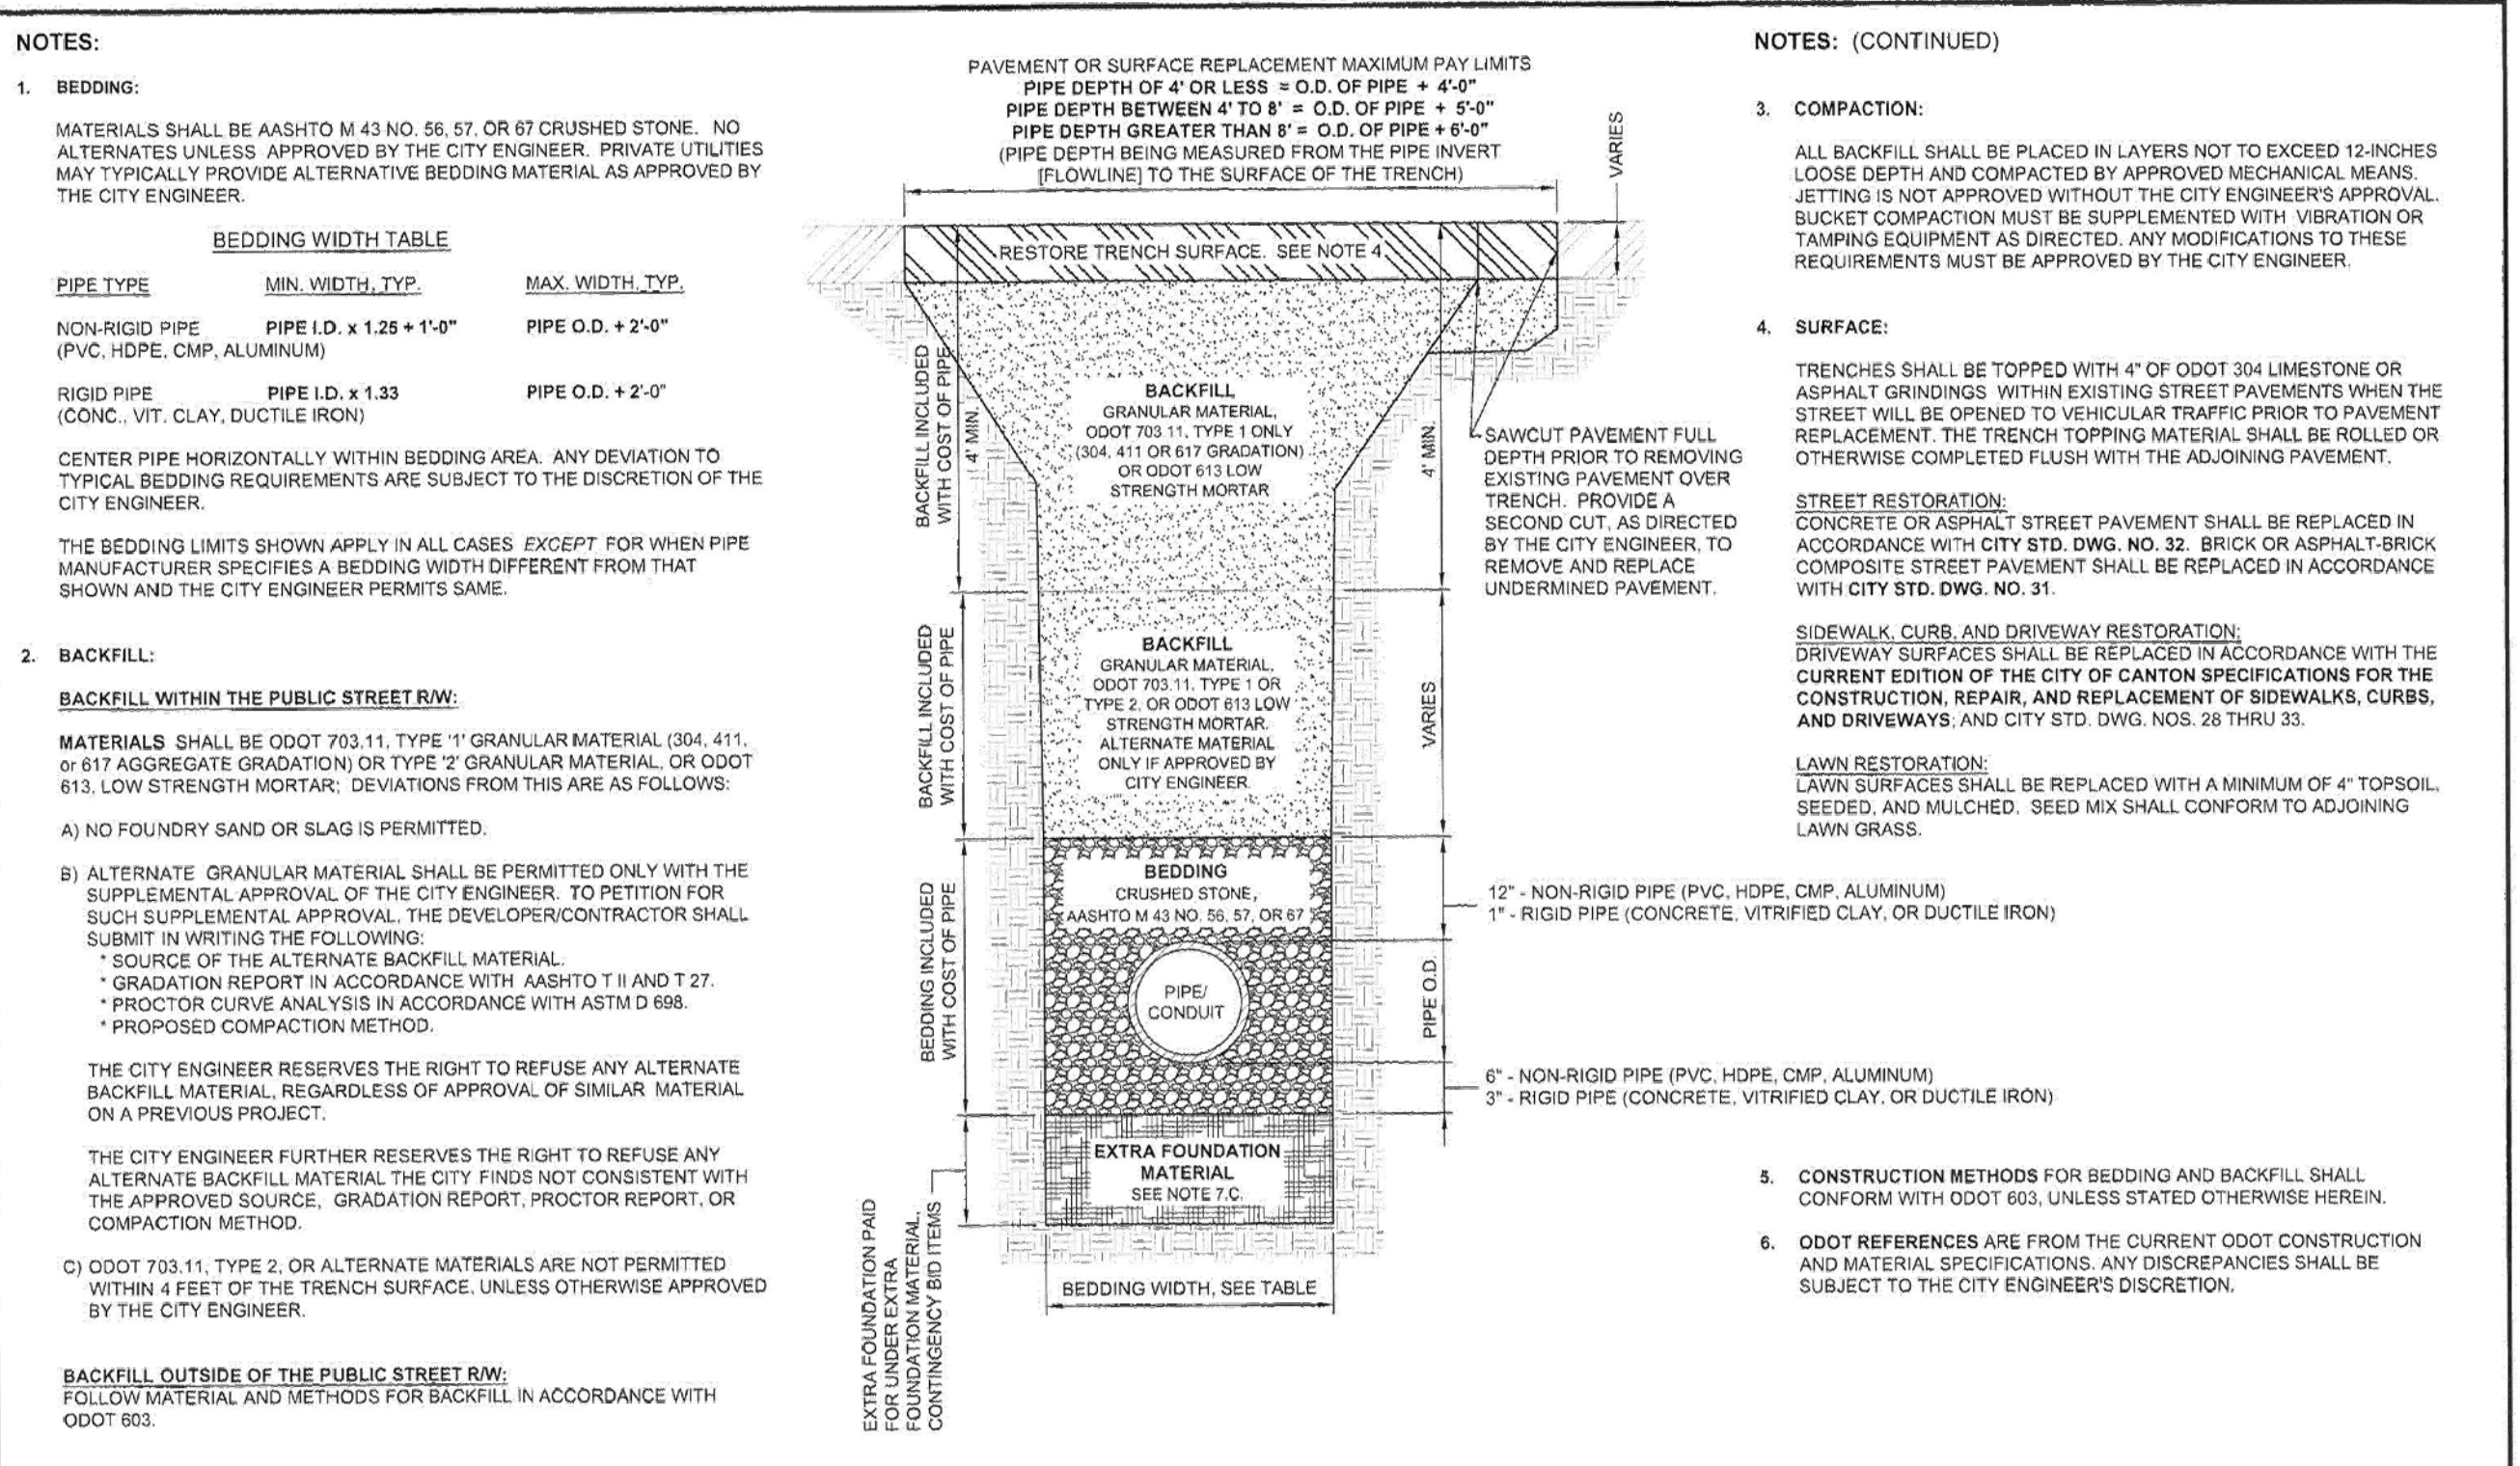 NOTES:
1. BEDDING:
MATERIALS SHALL BE AASHTO M 43 NO. 56, 57, OR 67 CRUSHED STONE. NO
ALTERNATES UNLESS APPROVED BY THE CITY ENGINEER. PRIVATE UTILITIES
MAY TYPICALLY PROVIDE ALTERNATIVE BEDDING MATERIAL AS APPROVED BY
THE CITY ENGINEER.
BEDDING WIDTH TABLE
PIPE TYPE MIN. WIDTH, TYP. MAX. WIDTH, TYP.
NON-RIGID PIPE PIPE I.D. x 1.25 + 1'-0" PIPE O.D. + 2'-0"
(PVC, HDPE, CMP, ALUMINUM)
RIGID PIPE PIPE I.D. x 1.33 PIPE O.D. + 2'-0"
(CONC., VIT. CLAY, DUCTILE IRON)
CENTER PIPE HORIZONTALLY WITHIN BEDDING AREA. ANY DEVIATION TO
TYPICAL BEDDING REQUIREMENTS ARE SUBJECT TO THE DISCRETION OF THE
CITY ENGINEER.
THE BEDDING LIMITS SHOWN APPLY IN ALL CASES EXCEPT FOR WHEN PIPE
MANUFACTURER SPECIFIES A BEDDING WIDTH DIFFERENT FROM THAT
SHOWN AND THE CITY ENGINEER PERMITS SAME.
2. BACKFILL:
BACKFILL WITHIN THE PUBLIC STREET R/W:
MATERIALS SHALL BE ODOT 703.11, TYPE '1' GRANULAR MATERIAL (304, 411,
or 617 AGGREGATE GRADATION) OR TYPE '2' GRANULAR MATERIAL, OR ODOT
613, LOW STRENGTH MORTAR; DEVIATIONS FROM THIS ARE AS FOLLOWS:
A) NO FOUNDRY SAND OR SLAG IS PERMITTED.
B) ALTERNATE GRANULAR MATERIAL SHALL BE PERMITTED ONLY WITH THE
SUPPLEMENTAL APPROVAL OF THE CITY ENGINEER. TO PETITION FOR
SUCH SUPPLEMENTAL APPROVAL, THE DEVELOPER/CONTRACTOR SHALL
SUBMIT IN WRITING THE FOLLOWING:
* SOURCE OF THE ALTERNATE BACKFILL MATERIAL.
* GRADATION REPORT IN ACCORDANCE WITH AASHTO T II AND T 27.
* PROCTOR CURVE ANALYSIS IN ACCORDANCE WITH ASTM D 698.
* PROPOSED COMPACTION METHOD.
THE CITY ENGINEER RESERVES THE RIGHT TO REFUSE ANY ALTERNATE
BACKFILL MATERIAL, REGARDLESS OF APPROVAL OF SIMILAR MATERIAL
ON A PREVIOUS PROJECT.
THE CITY ENGINEER FURTHER RESERVES THE RIGHT TO REFUSE ANY
ALTERNATE BACKFILL MATERIAL THE CITY FINDS NOT CONSISTENT WITH
THE APPROVED SOURCE, GRADATION REPORT, PROCTOR REPORT, OR
COMPACTION METHOD.
C) ODOT 703.11, TYPE 2, OR ALTERNATE MATERIALS ARE NOT PERMITTED
WITHIN 4 FEET OF THE TRENCH SURFACE, UNLESS OTHERWISE APPROVED
BY THE CITY ENGINEER.
BACKFILL OUTSIDE OF THE PUBLIC STREET R/W:
FOLLOW MATERIAL AND METHODS FOR BACKFILL IN ACCORDANCE WITH
ODOT 603.
PAVEMENT OR SURFACE REPLACEMENT MAXIMUM PAY LIMITS
PIPE DEPTH OF 4' OR LESS = O.D. OF PIPE + 4'-0"
PIPE DEPTH BETWEEN 4' TO 8' = O.D. OF PIPE + 5'-0"
PIPE DEPTH GREATER THAN 8' = O.D. OF PIPE + 6'-0"
(PIPE DEPTH BEING MEASURED FROM THE PIPE INVERT
[FLOWLINE] TO THE SURFACE OF THE TRENCH)
VARIES
RESTORE TRENCH SURFACE. SEE NOTE 4.
BACKFILL INCLUDED
WITH COST OF PIPE
4' MIN.
BACKFILL
GRANULAR MATERIAL,
ODOT 703.11, TYPE 1 ONLY
(304, 411 OR 617 GRADATION)
OR ODOT 613 LOW
STRENGTH MORTAR
4' MIN.
SAWCUT PAVEMENT FULL
DEPTH PRIOR TO REMOVING
EXISTING PAVEMENT OVER
TRENCH. PROVIDE A
SECOND CUT, AS DIRECTED
BY THE CITY ENGINEER, TO
REMOVE AND REPLACE
UNDERMINED PAVEMENT.
BACKFILL INCLUDED
WITH COST OF PIPE
BACKFILL
GRANULAR MATERIAL,
ODOT 703.11, TYPE 1 OR
TYPE 2, OR ODOT 613 LOW
STRENGTH MORTAR.
ALTERNATE MATERIAL
ONLY IF APPROVED BY
CITY ENGINEER.
VARIES
BEDDING INCLUDED
WITH COST OF PIPE
BEDDING
CRUSHED STONE,
AASHTO M 43 NO. 56, 57, OR 67
12" - NON-RIGID PIPE (PVC, HDPE, CMP, ALUMINUM)
1" - RIGID PIPE (CONCRETE, VITRIFIED CLAY, OR DUCTILE IRON)
PIPE/
CONDUIT
PIPE O.D.
6" - NON-RIGID PIPE (PVC, HDPE, CMP, ALUMINUM)
3" - RIGID PIPE (CONCRETE, VITRIFIED CLAY, OR DUCTILE IRON)
EXTRA FOUNDATION
MATERIAL
SEE NOTE 7.C.
EXTRA FOUNDATION PAID
FOR UNDER EXTRA
FOUNDATION MATERIAL,
CONTINGENCY BID ITEMS
BEDDING WIDTH, SEE TABLE
NOTES: (CONTINUED)
3. COMPACTION:
ALL BACKFILL SHALL BE PLACED IN LAYERS NOT TO EXCEED 12-INCHES
LOOSE DEPTH AND COMPACTED BY APPROVED MECHANICAL MEANS.
JETTING IS NOT APPROVED WITHOUT THE CITY ENGINEER'S APPROVAL.
BUCKET COMPACTION MUST BE SUPPLEMENTED WITH VIBRATION OR
TAMPING EQUIPMENT AS DIRECTED. ANY MODIFICATIONS TO THESE
REQUIREMENTS MUST BE APPROVED BY THE CITY ENGINEER.
4. SURFACE:
TRENCHES SHALL BE TOPPED WITH 4" OF ODOT 304 LIMESTONE OR
ASPHALT GRINDINGS WITHIN EXISTING STREET PAVEMENTS WHEN THE
STREET WILL BE OPENED TO VEHICULAR TRAFFIC PRIOR TO PAVEMENT
REPLACEMENT. THE TRENCH TOPPING MATERIAL SHALL BE ROLLED OR
OTHERWISE COMPLETED FLUSH WITH THE ADJOINING PAVEMENT.
STREET RESTORATION:
CONCRETE OR ASPHALT STREET PAVEMENT SHALL BE REPLACED IN
ACCORDANCE WITH CITY STD. DWG. NO. 32. BRICK OR ASPHALT-BRICK
COMPOSITE STREET PAVEMENT SHALL BE REPLACED IN ACCORDANCE
WITH CITY STD. DWG. NO. 31.
SIDEWALK, CURB, AND DRIVEWAY RESTORATION:
DRIVEWAY SURFACES SHALL BE REPLACED IN ACCORDANCE WITH THE
CURRENT EDITION OF THE CITY OF CANTON SPECIFICATIONS FOR THE
CONSTRUCTION, REPAIR, AND REPLACEMENT OF SIDEWALKS, CURBS,
AND DRIVEWAYS; AND CITY STD. DWG. NOS. 28 THRU 33.
LAWN RESTORATION:
LAWN SURFACES SHALL BE REPLACED WITH A MINIMUM OF 4" TOPSOIL,
SEEDED, AND MULCHED. SEED MIX SHALL CONFORM TO ADJOINING
LAWN GRASS.
5. CONSTRUCTION METHODS FOR BEDDING AND BACKFILL SHALL
CONFORM WITH ODOT 603, UNLESS STATED OTHERWISE HEREIN.
6. ODOT REFERENCES ARE FROM THE CURRENT ODOT CONSTRUCTION
AND MATERIAL SPECIFICATIONS. ANY DISCREPANCIES SHALL BE
SUBJECT TO THE CITY ENGINEER'S DISCRETION.